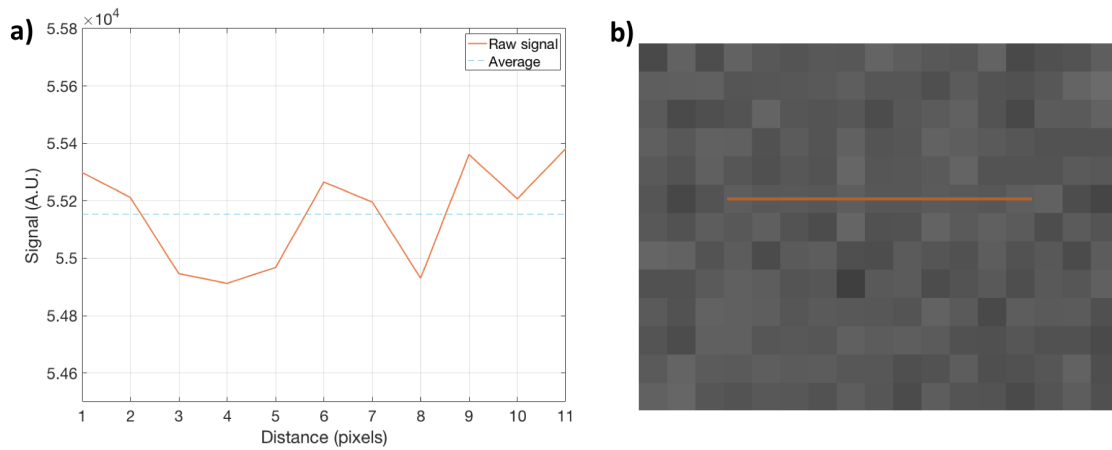 a)
×10⁴
5.58
5.56
5.54
5.52
5.5
5.48
5.46
Signal (A.U.)
1 2 3 4 5 6 7 8 9 10 11
Distance (pixels)
Raw signal
Average
b)